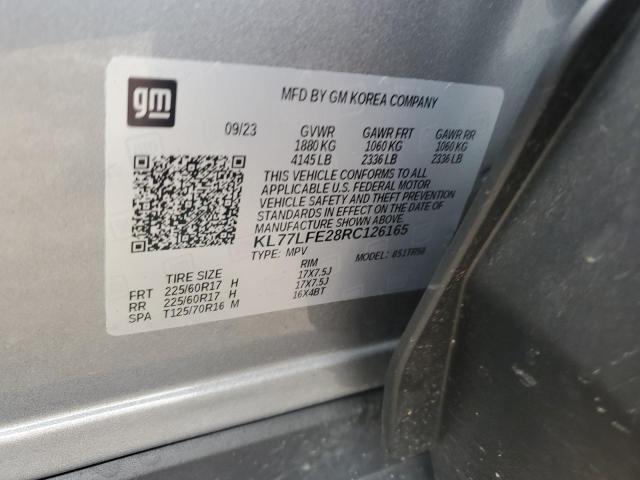 gm
MFD BY GM KOREA COMPANY
09/23 GVWR GAWR FRT GAWR RR
1880 KG 1060 KG 1060 KG
4145 LB 2336 LB 2336 LB
THIS VEHICLE CONFORMS TO ALL
APPLICABLE U.S. FEDERAL MOTOR
VEHICLE SAFETY AND THEFT PREVENTION
STANDARDS IN EFFECT ON THE DATE OF
MANUFACTURE SHOWN ABOVE.
KL77LFE28RC126165
TYPE: MPV MODEL:
TIRE SIZE RIM
FRT 225/60R17 H 17X7.5J
RR 225/60R17 H 17X7.5J
SPA T125/70R16 M 16X4BT